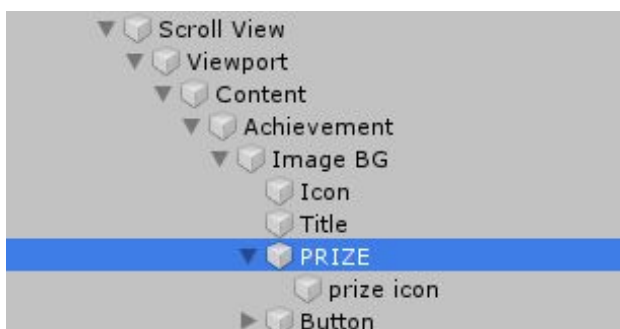 Scroll View
Viewport
Content
Achievement
Image BG
Icon
Title
PRIZE
prize icon
Button